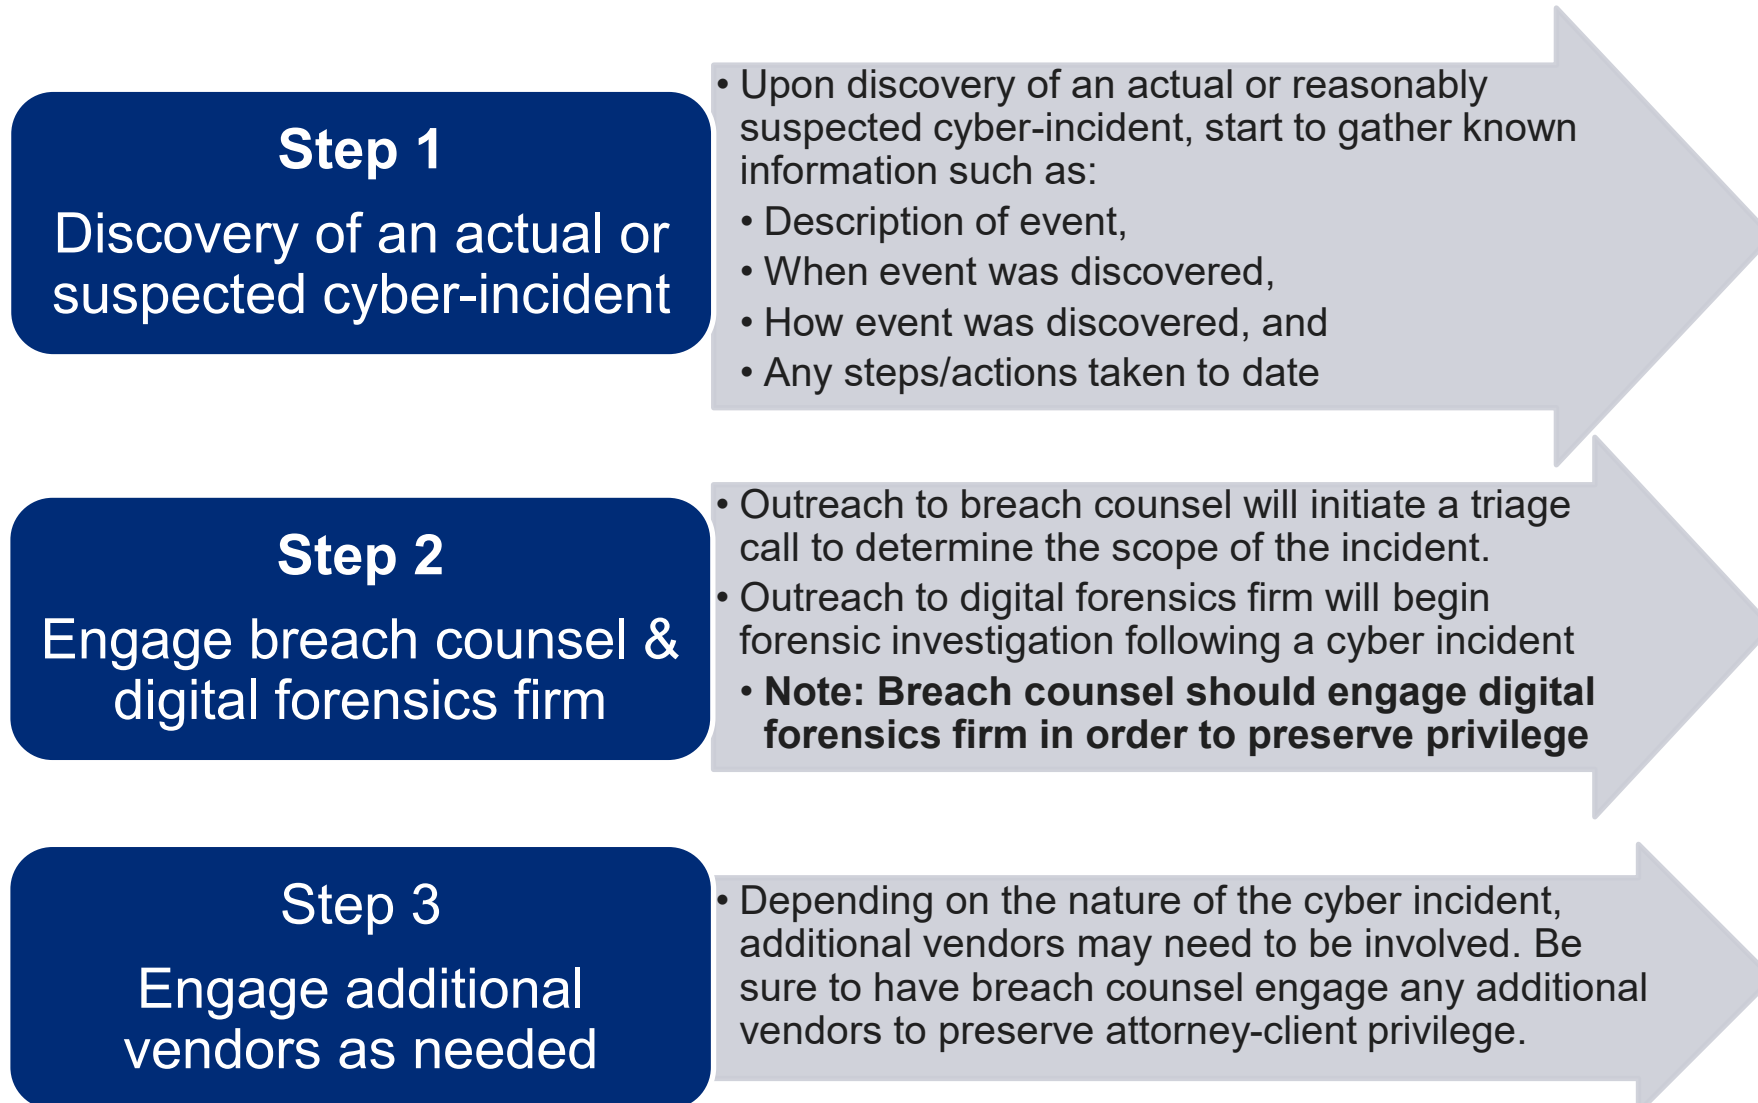 Step 1
Discovery of an actual or
suspected cyber-incident
• Upon discovery of an actual or reasonably
suspected cyber-incident, start to gather known
information such as:
• Description of event,
• When event was discovered,
• How event was discovered, and
• Any steps/actions taken to date
Step 2
Engage breach counsel &
digital forensics firm
• Outreach to breach counsel will initiate a triage
call to determine the scope of the incident.
• Outreach to digital forensics firm will begin
forensic investigation following a cyber incident
• Note: Breach counsel should engage digital
forensics firm in order to preserve privilege
Step 3
Engage additional
vendors as needed
• Depending on the nature of the cyber incident,
additional vendors may need to be involved. Be
sure to have breach counsel engage any additional
vendors to preserve attorney-client privilege.